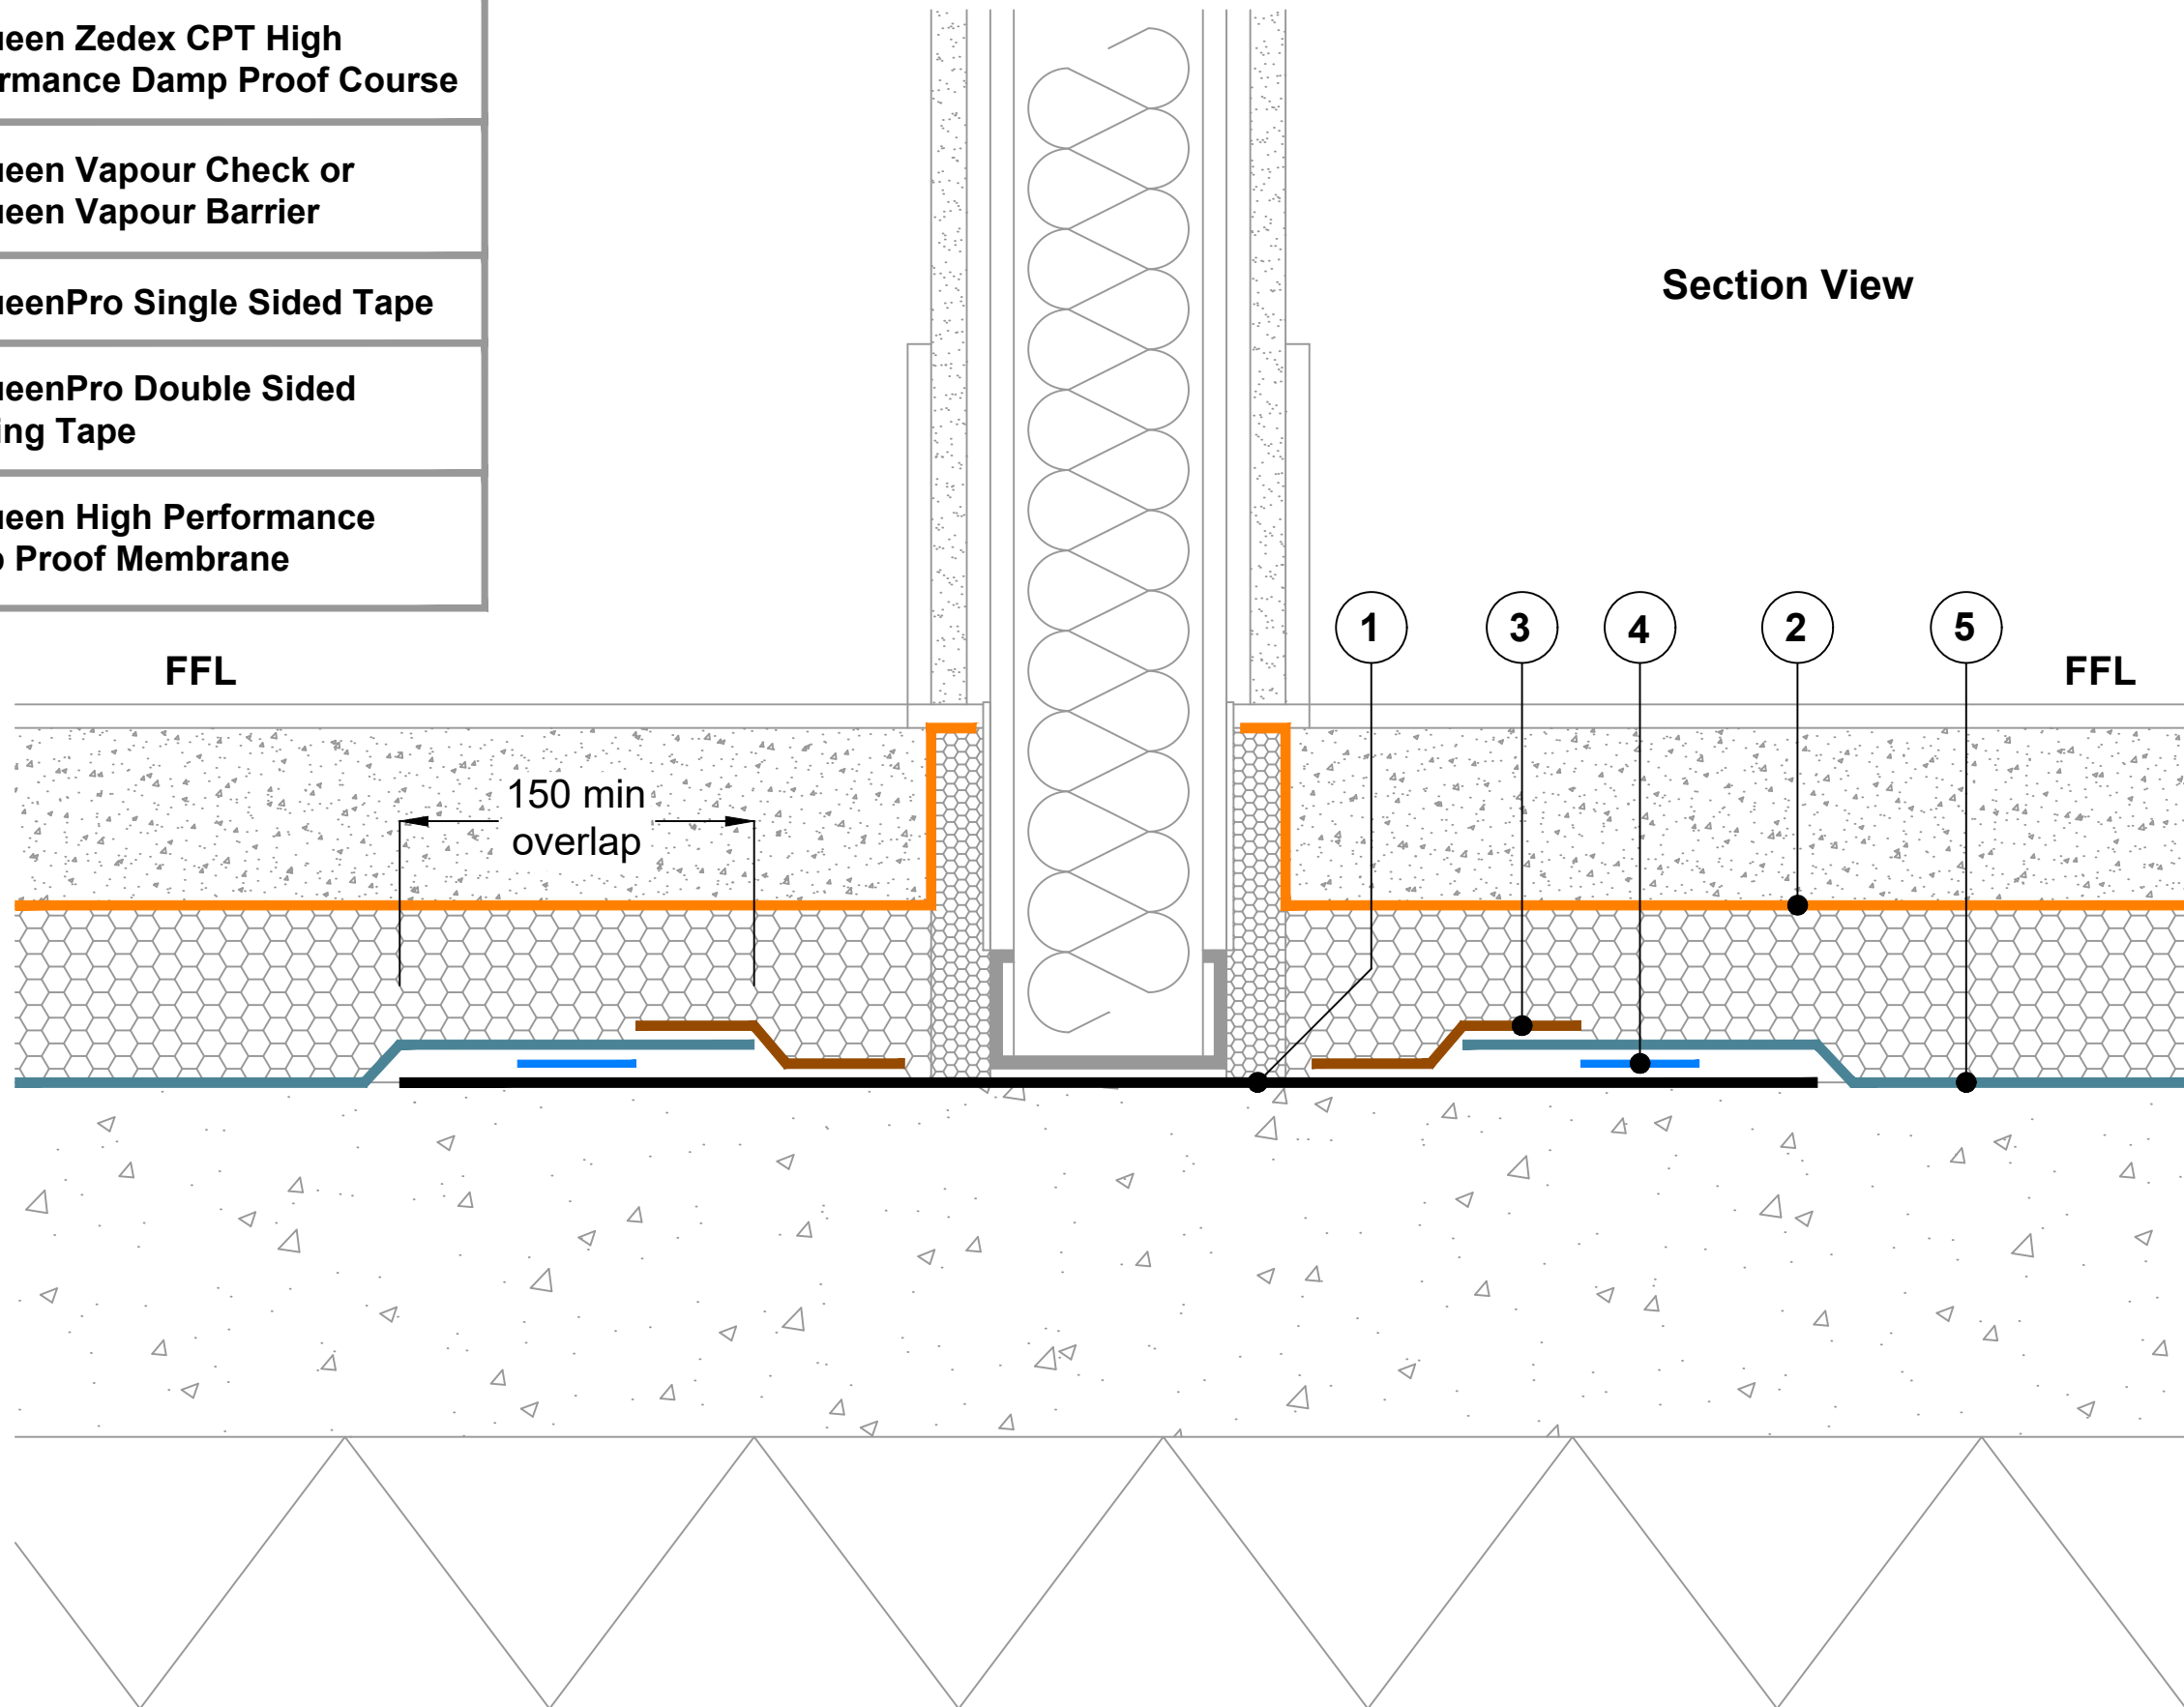 ueen Zedex CPT High
rmance Damp Proof Course
ueen Vapour Check or
ueen Vapour Barrier
ueenPro Single Sided Tape
ueenPro Double Sided
ing Tape
ueen High Performance
Proof Membrane
Section View
1
3
4
2
5
FFL
FFL
150 min
overlap